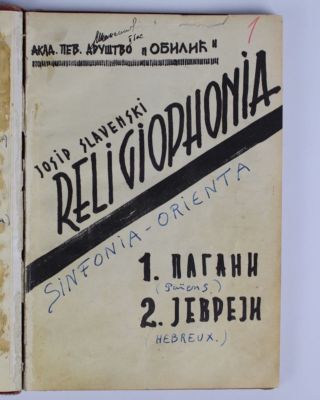 1
АКАД. ПЕВ. ДРУШТВО „ОБИЛИЋ"
JOSIP SLAVENSKI
RELIGIOPHONIA
SINFONIA-ORIENTA
1. ПАГАНИ
(Païens)
2. ЈЕВРЕЈИ
(HEBREUX.)